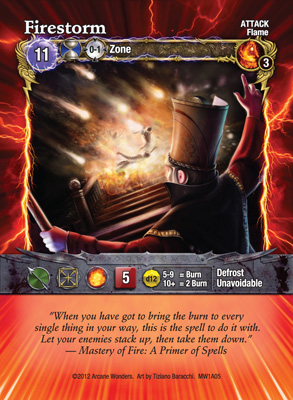 Firestorm
ATTACK
Flame
11
0-1
Zone
3
5
d12
5-9 = Burn
10+ = 2 Burn
Defrost
Unavoidable
"When you have got to bring the burn to every
single thing in your way, this is the spell to do it with.
Let your enemies stack up, then take them down."
— Mastery of Fire: A Primer of Spells
©2012 Arcane Wonders. Art by Tiziano Baracchi. MW1A05